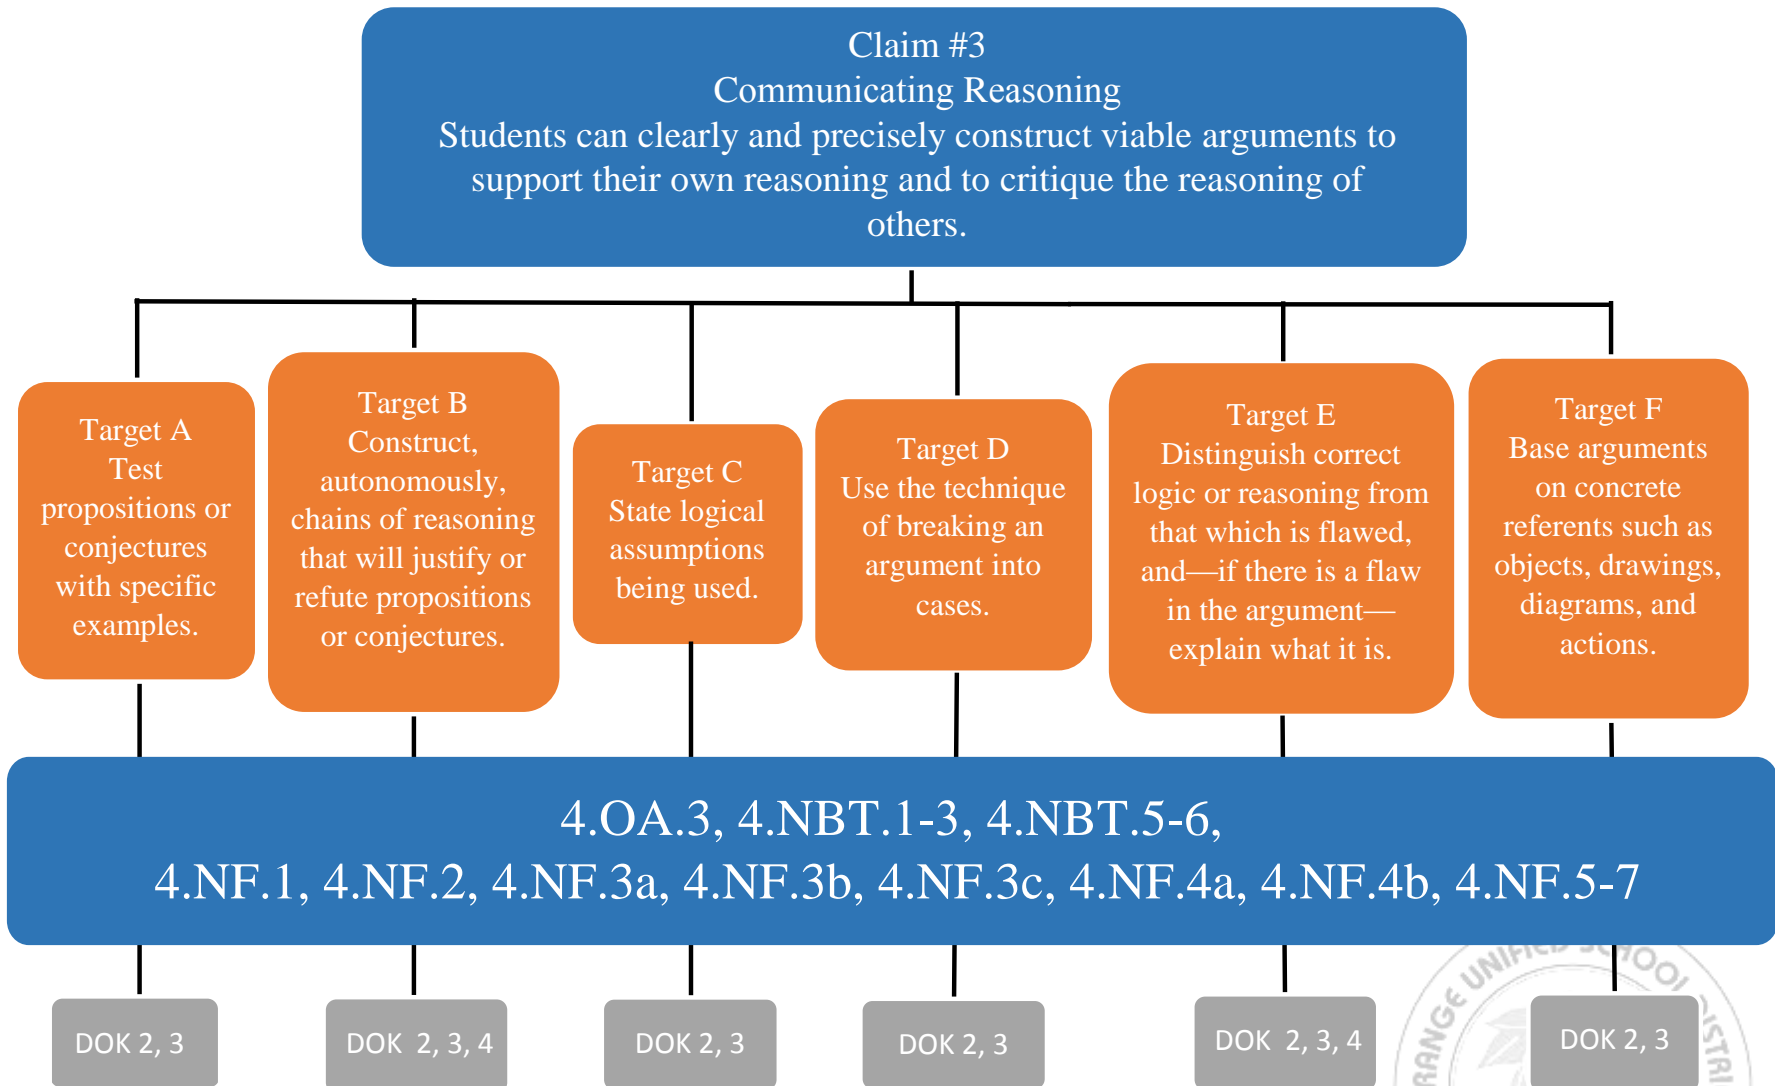 Claim #3
Communicating Reasoning
Students can clearly and precisely construct viable arguments to
support their own reasoning and to critique the reasoning of
others.
Target A
Test
propositions or
conjectures
with specific
examples.
Target B
Construct,
autonomously,
chains of reasoning
that will justify or
refute propositions
or conjectures.
Target C
State logical
assumptions
being used.
Target D
Use the technique
of breaking an
argument into
cases.
Target E
Distinguish correct
logic or reasoning from
that which is flawed,
and—if there is a flaw
in the argument—
explain what it is.
Target F
Base arguments
on concrete
referents such as
objects, drawings,
diagrams, and
actions.
4.OA.3, 4.NBT.1-3, 4.NBT.5-6,
4.NF.1, 4.NF.2, 4.NF.3a, 4.NF.3b, 4.NF.3c, 4.NF.4a, 4.NF.4b, 4.NF.5-7
DOK 2, 3
DOK 2, 3, 4
DOK 2, 3
DOK 2, 3
DOK 2, 3, 4
DOK 2, 3
UNIFIED SCHOOL